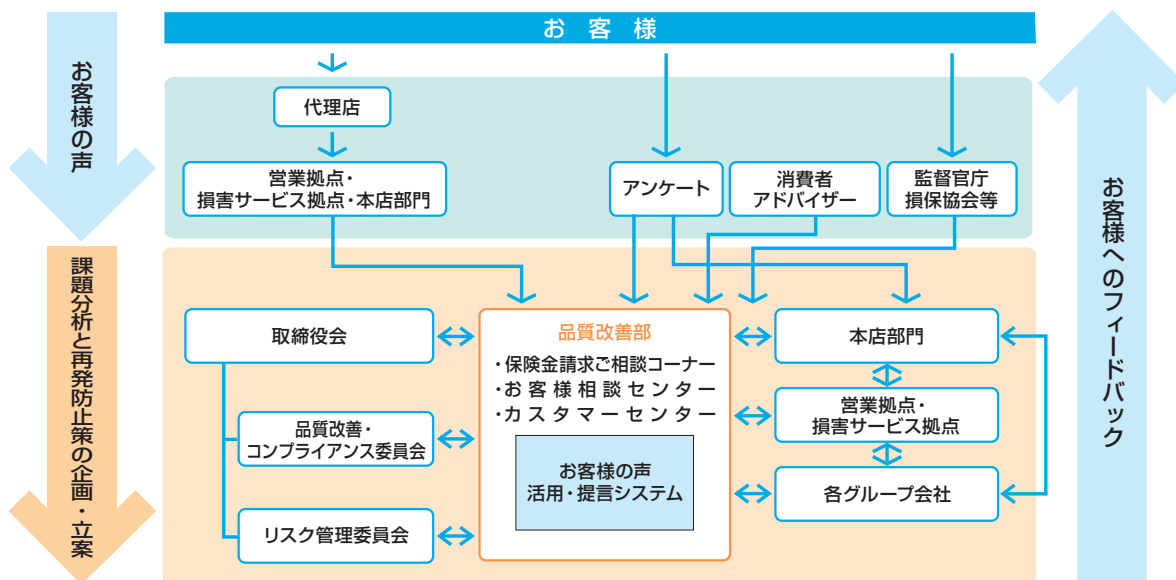 お客様
お客様の声
代理店
営業拠点・
損害サービス拠点・本店部門
アンケート
消費者
アドバイザー
監督官庁
損保協会等
課題分析と再発防止策の企画・立案
取締役会
品質改善・
コンプライアンス委員会
リスク管理委員会
品質改善部
・保険金請求ご相談コーナー
・お客様相談センター
・カスタマーセンター
お客様の声
活用・提言システム
本店部門
営業拠点・
損害サービス拠点
各グループ会社
お客様へのフィードバック